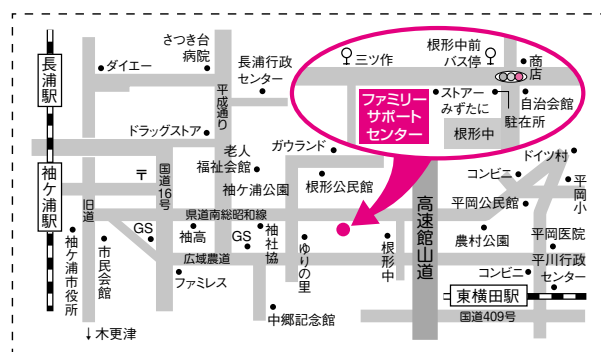 長浦駅
ダイエー
さつき台
病院
長浦行政
センター
平成通り
三ツ作
根形中前
バス停
商店
ストアー
みずたに
自治会館
駐在所
根形中
ファミリー
サポート
センター
ドラッグストア
国道16号
〒
老人
福祉会館
ガウランド
袖ケ浦公園
根形公民館
ドイツ村
コンビニ
平岡小
平岡公民館
袖ケ浦駅
旧道
県道南総昭和線
高速館山道
農村公園
平岡医院
平川行政
センター
コンビニ
袖ケ浦市役所
市民会館
GS
袖高
GS
袖社協
ゆりの里
根形中
広域農道
ファミレス
中郷記念館
東横田駅
国道409号
↓木更津